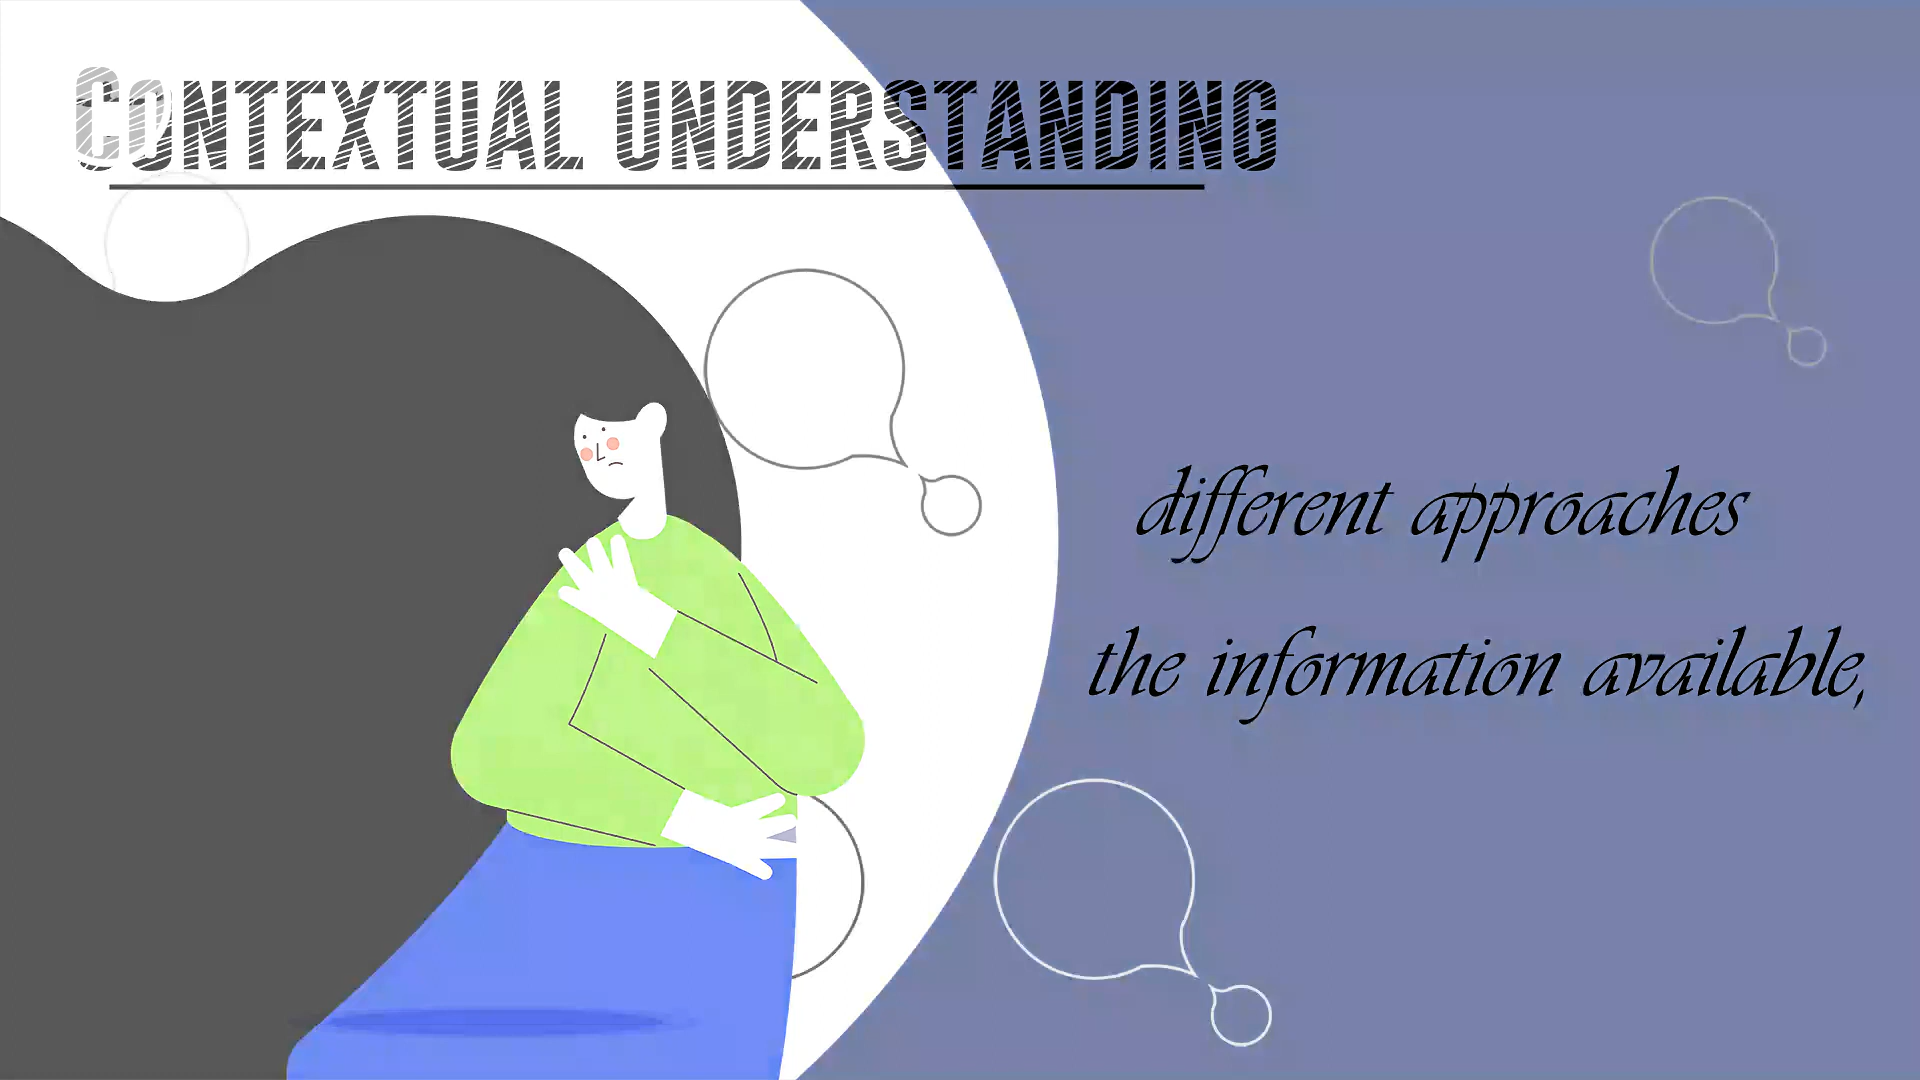 Contextual understanding
different approaches
the information available,